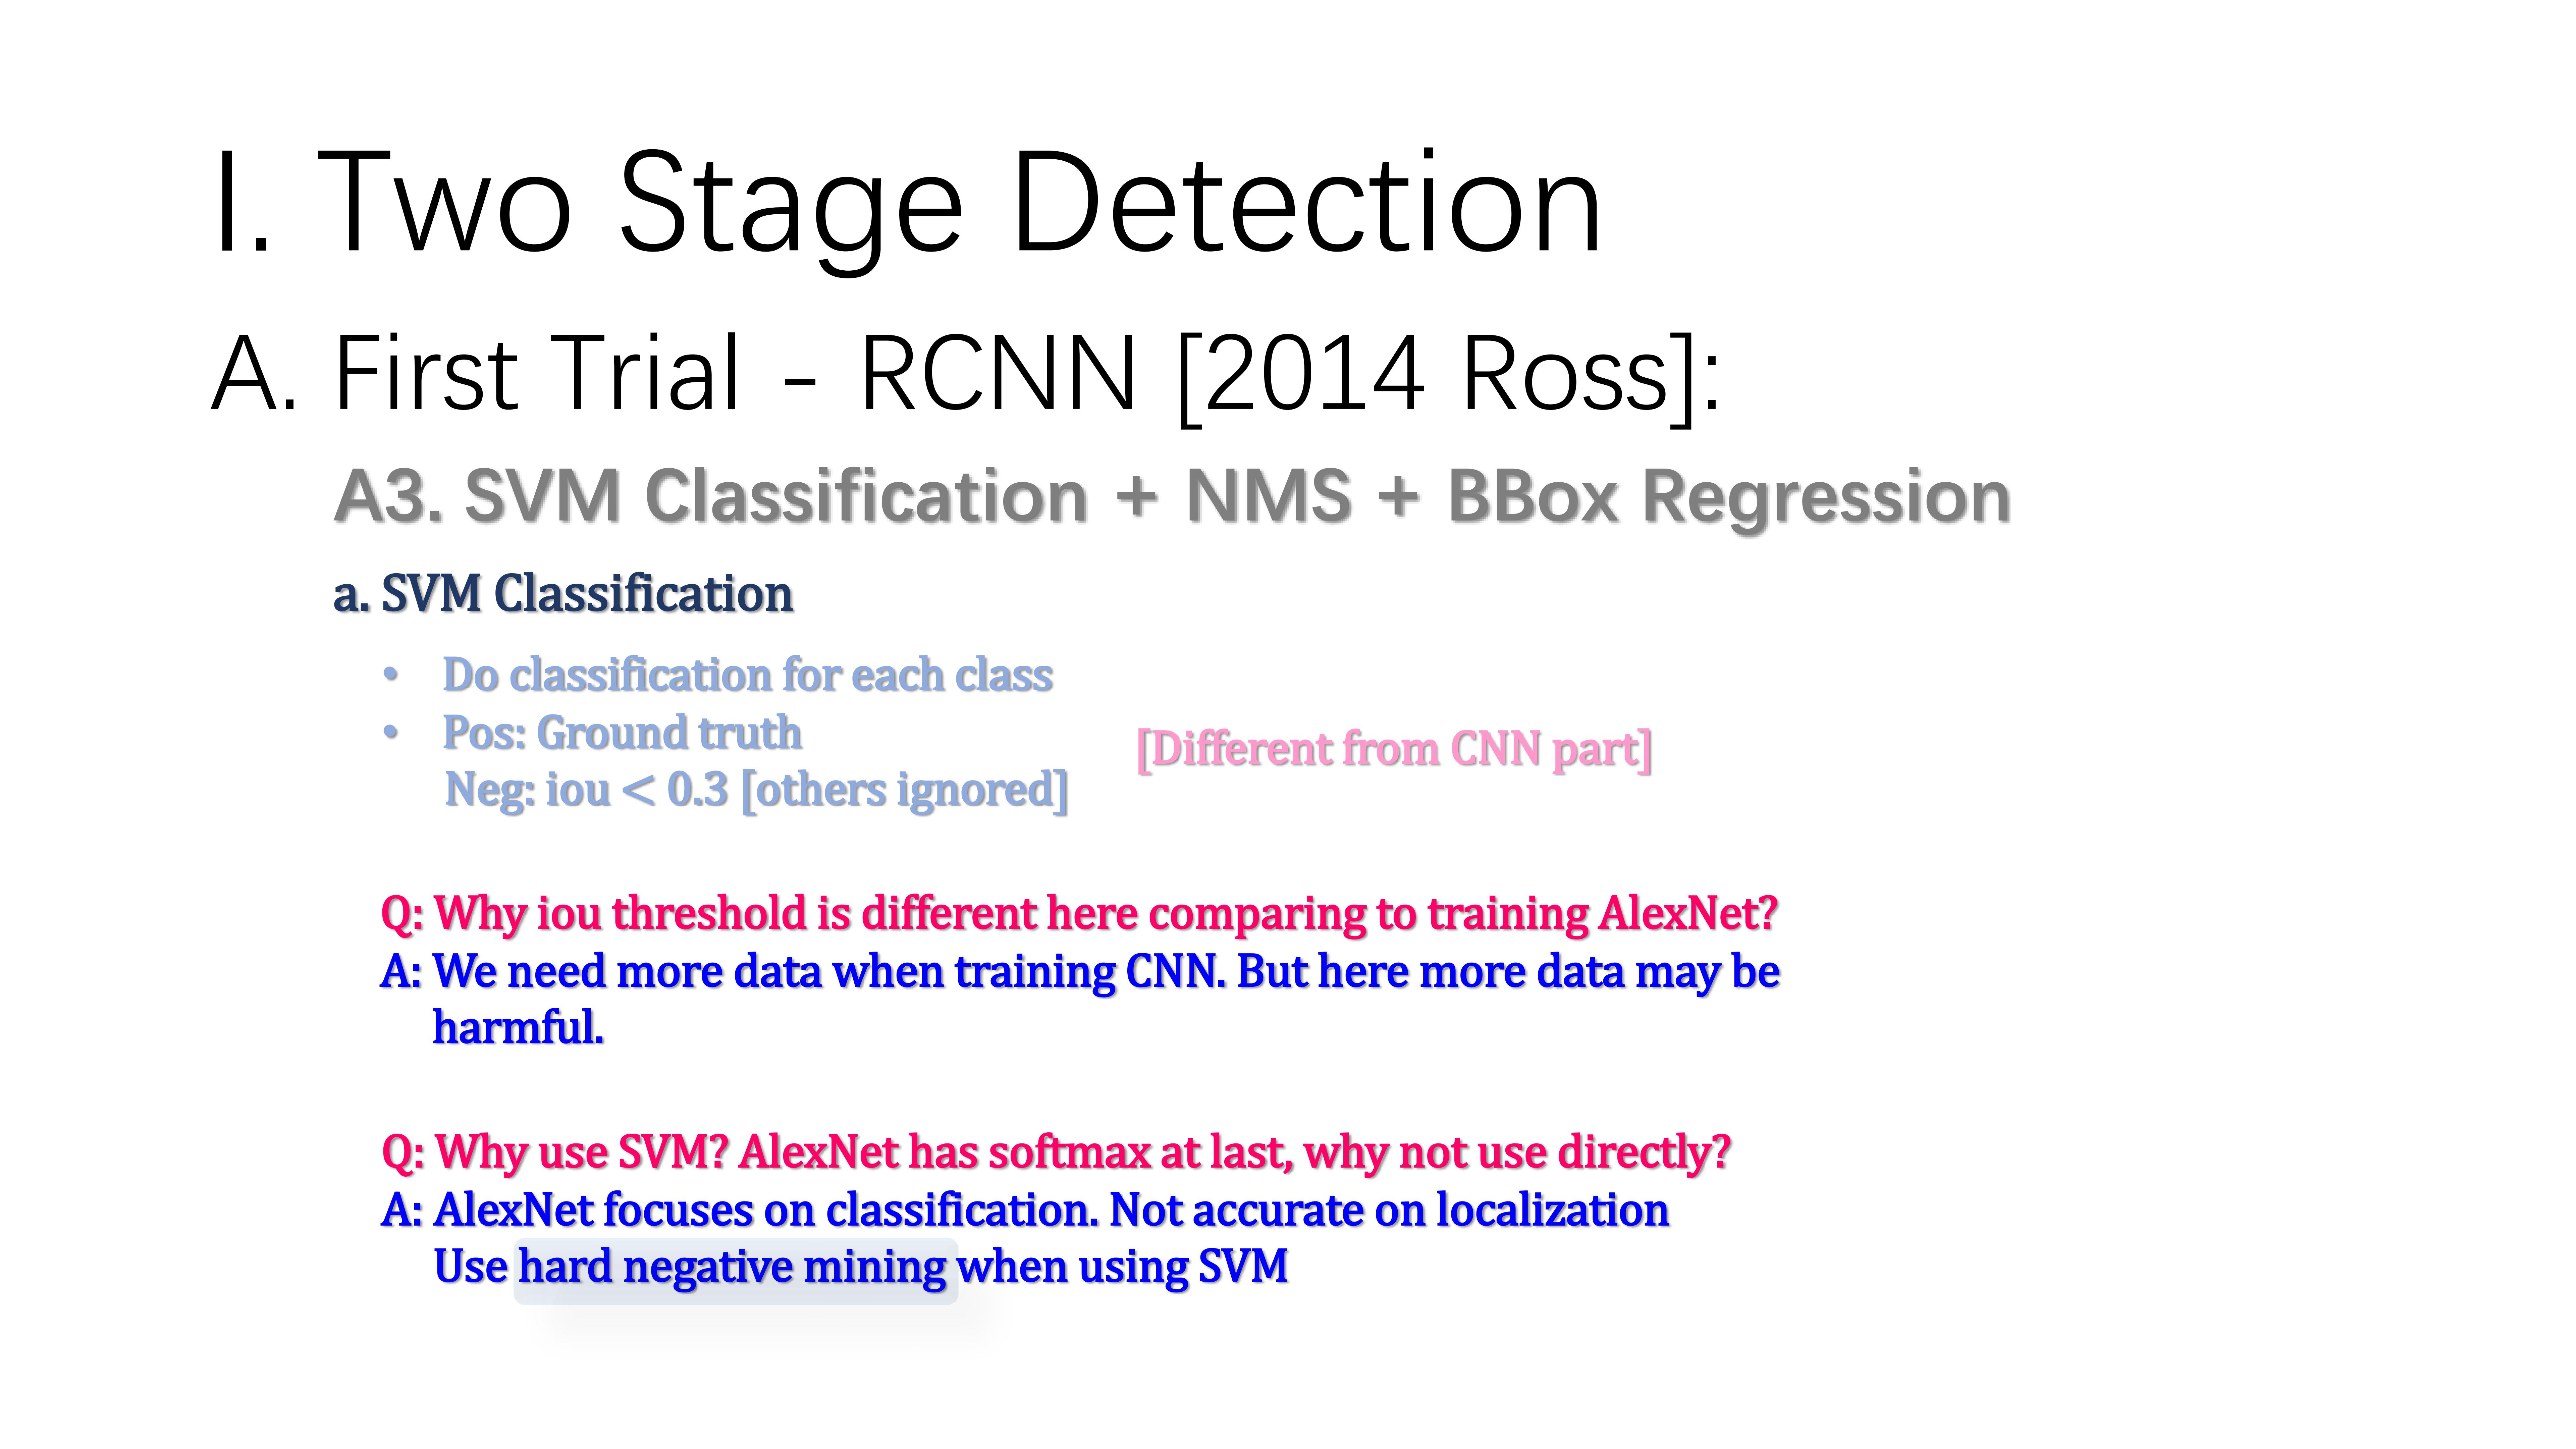 I. Two Stage Detection
A. First Trial - RCNN [2014 Ross]:
A3. SVM Classification + NMS + BBox Regression
a. SVM Classification
• Do classification for each class
• Pos: Ground truth
Neg: iou < 0.3 [others ignored]
[Different from CNN part]
Q: Why iou threshold is different here comparing to training AlexNet?
A: We need more data when training CNN. But here more data may be
harmful.
Q: Why use SVM? AlexNet has softmax at last, why not use directly?
A: AlexNet focuses on classification. Not accurate on localization
Use hard negative mining when using SVM